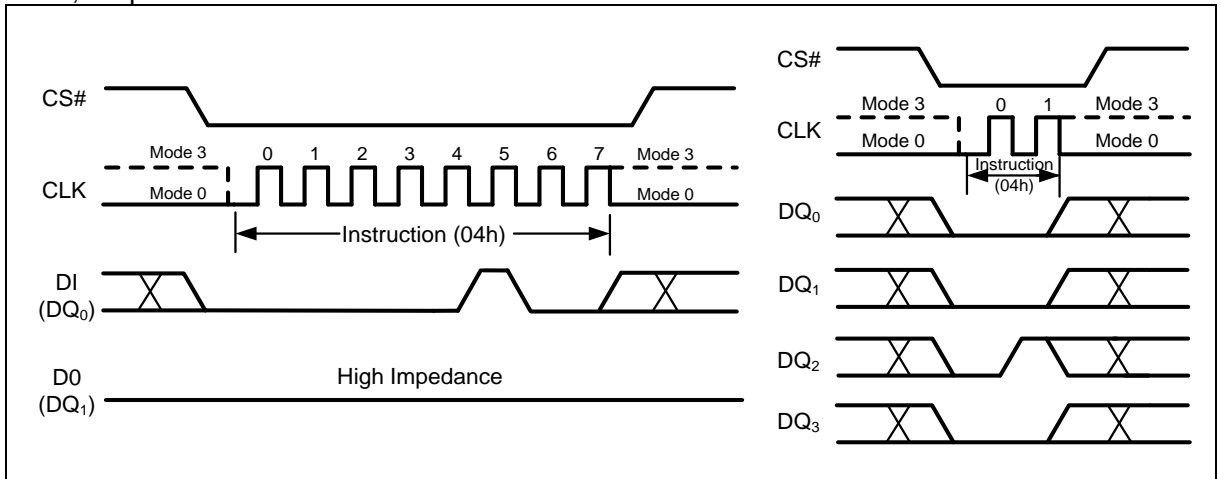 CS#
Mode 3
0 1 2 3 4 5 6 7
Mode 3
CLK
Mode 0
Mode 0
Instruction (04h)
DI
(DQ0)
D0
(DQ1)
High Impedance
CS#
Mode 3
0 1
Mode 3
CLK
Mode 0
Mode 0
Instruction
(04h)
DQ0
DQ1
DQ2
DQ3